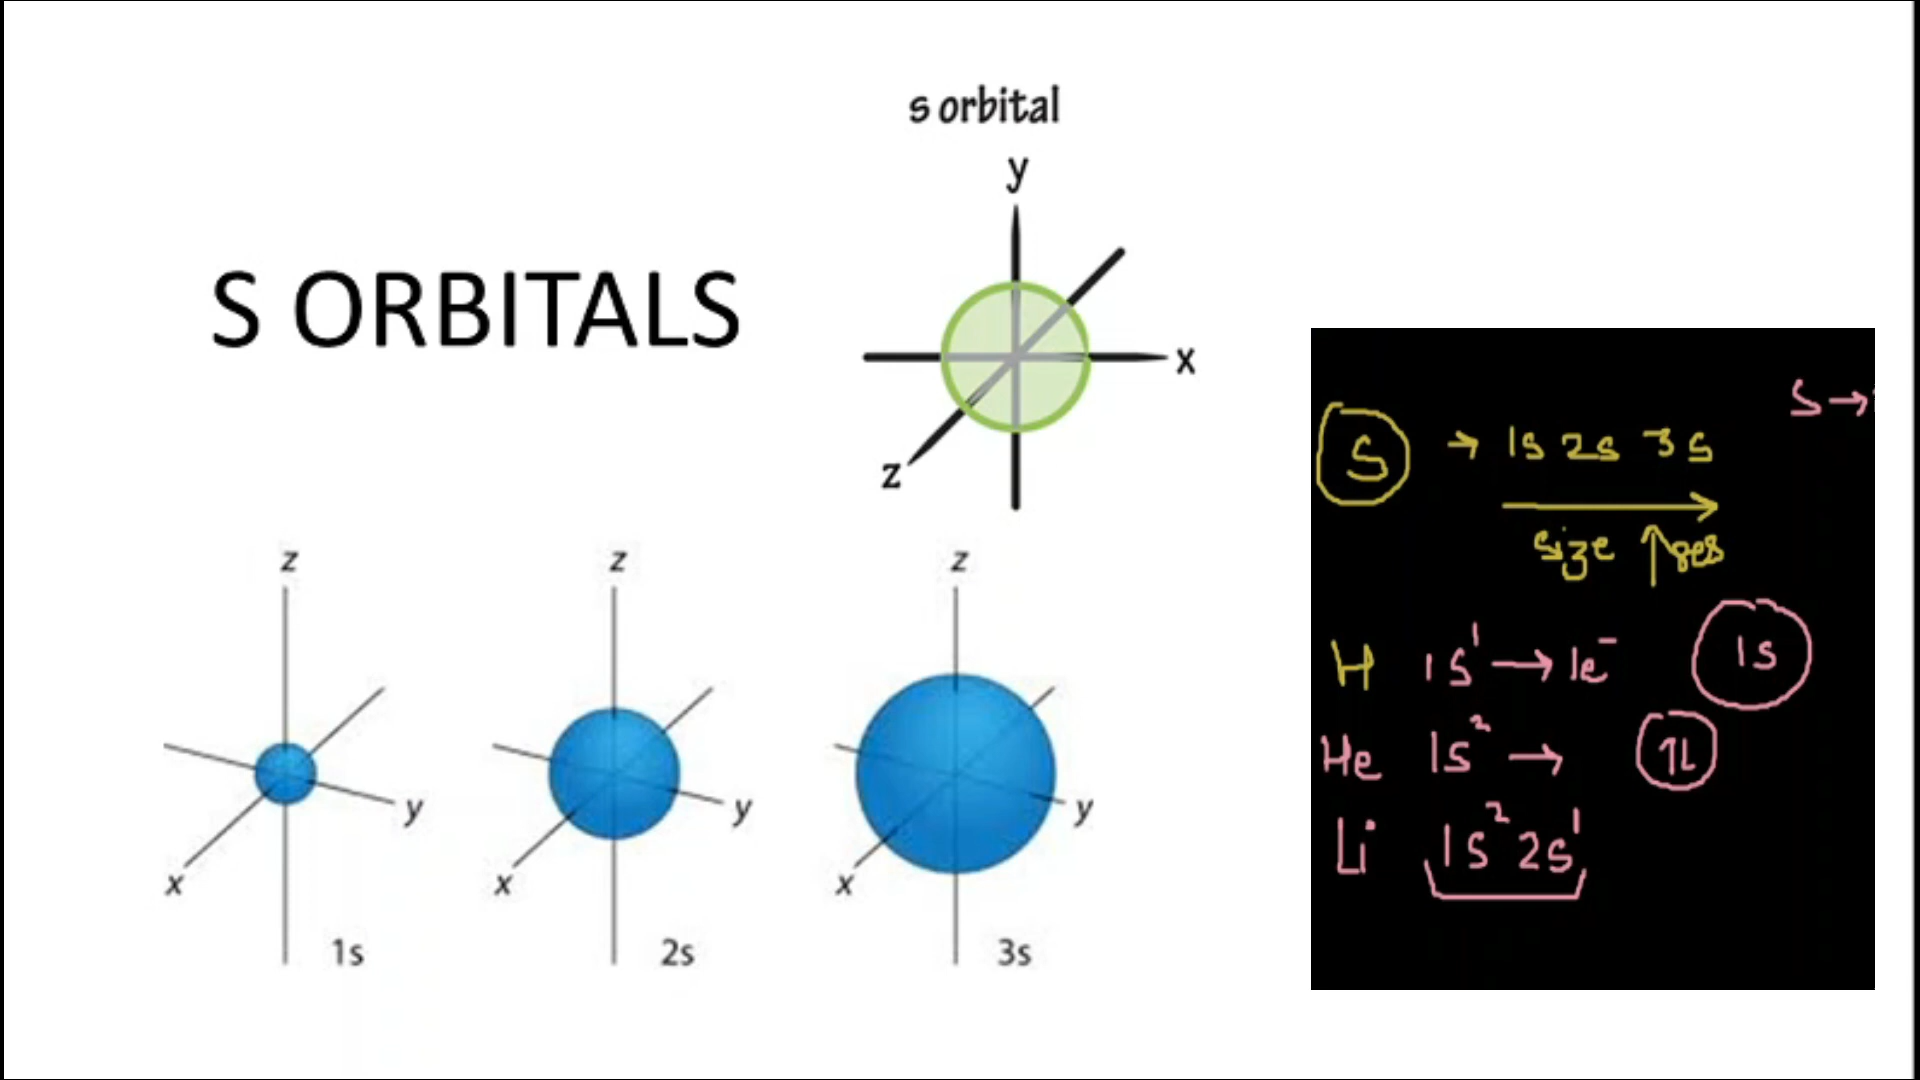 s orbital
y
S ORBITALS
x
z
z z z
y y y
x x x
1s 2s 3s
S →
S → 1s 2s 3s
size ↑ses
H 1s¹ → 1e⁻ 1s
He 1s² → 1L
Li 1s² 2s¹